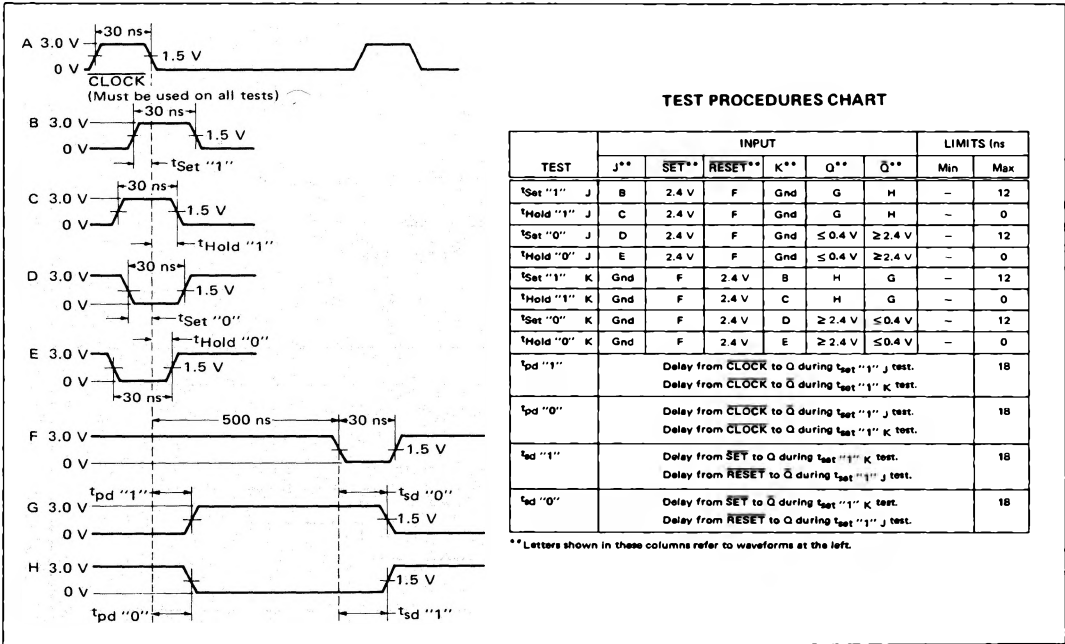 A 3.0 V
0 V
30 ns
1.5 V
CLOCK
(Must be used on all tests)
B 3.0 V
0 V
30 ns
1.5 V
tSet "1"
C 3.0 V
0 V
30 ns
1.5 V
tHold "1"
D 3.0 V
0 V
30 ns
1.5 V
tSet "0"
tHold "0"
E 3.0 V
0 V
1.5 V
30 ns
500 ns
30 ns
F 3.0 V
0 V
1.5 V
tpd "1"
tsd "0"
G 3.0 V
0 V
1.5 V
H 3.0 V
0 V
1.5 V
tpd "0"
tsd "1"
TEST PROCEDURES CHART
INPUT LIMITS (ns
TEST J** SET** RESET** K** Q** Q̄** Min Max
tSet "1" J B 2.4 V F Gnd G H – 12
tHold "1" J C 2.4 V F Gnd G H – 0
tSet "0" J D 2.4 V F Gnd ≤ 0.4 V ≥ 2.4 V – 12
tHold "0" J E 2.4 V F Gnd ≤ 0.4 V ≥2.4 V – 0
tSet "1" K Gnd F 2.4 V B H G – 12
tHold "1" K Gnd F 2.4 V C H G – 0
tSet "0" K Gnd F 2.4 V D ≥ 2.4 V ≤ 0.4 V – 12
tHold "0" K Gnd F 2.4 V E ≥ 2.4 V ≤0.4 V – 0
tpd "1" Delay from CLOCK to Q during tset "1" J test. 18
Delay from CLOCK to Q̄ during tset "1" K test.
tpd "0" Delay from CLOCK to Q̄ during tset "1" J test. 18
Delay from CLOCK to Q during tset "1" K test.
tsd "1" Delay from SET to Q during tset "1" K test. 18
Delay from RESET to Q̄ during tset "1" J test.
tsd "0" Delay from SET to Q̄ during tset "1" K test. 18
Delay from RESET to Q during tset "1" J test.
**Letters shown in these columns refer to waveforms at the left.